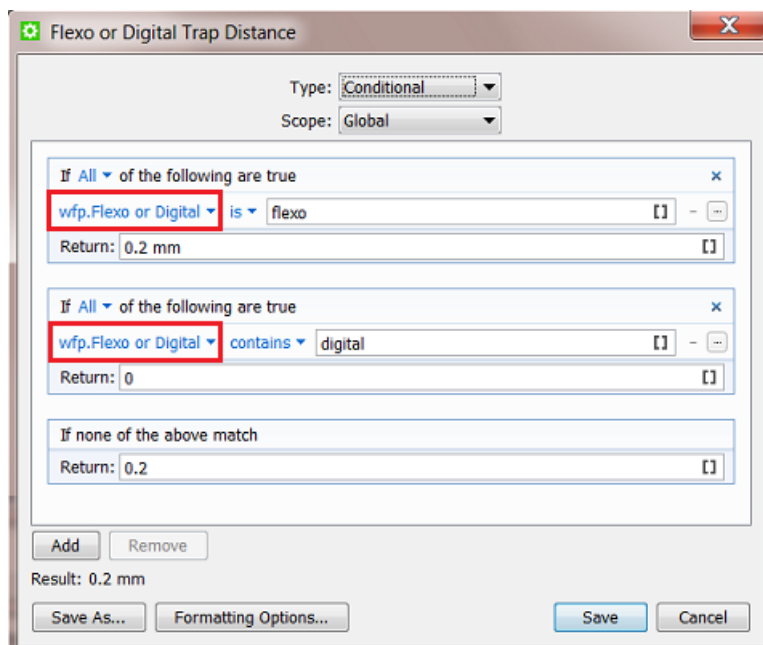 Flexo or Digital Trap Distance
Type: Conditional
Scope: Global
If All of the following are true
wfp.Flexo or Digital is flexo
Return: 0.2 mm
If All of the following are true
wfp.Flexo or Digital contains digital
Return: 0
If none of the above match
Return: 0.2
Add Remove
Result: 0.2 mm
Save As... Formatting Options... Save Cancel